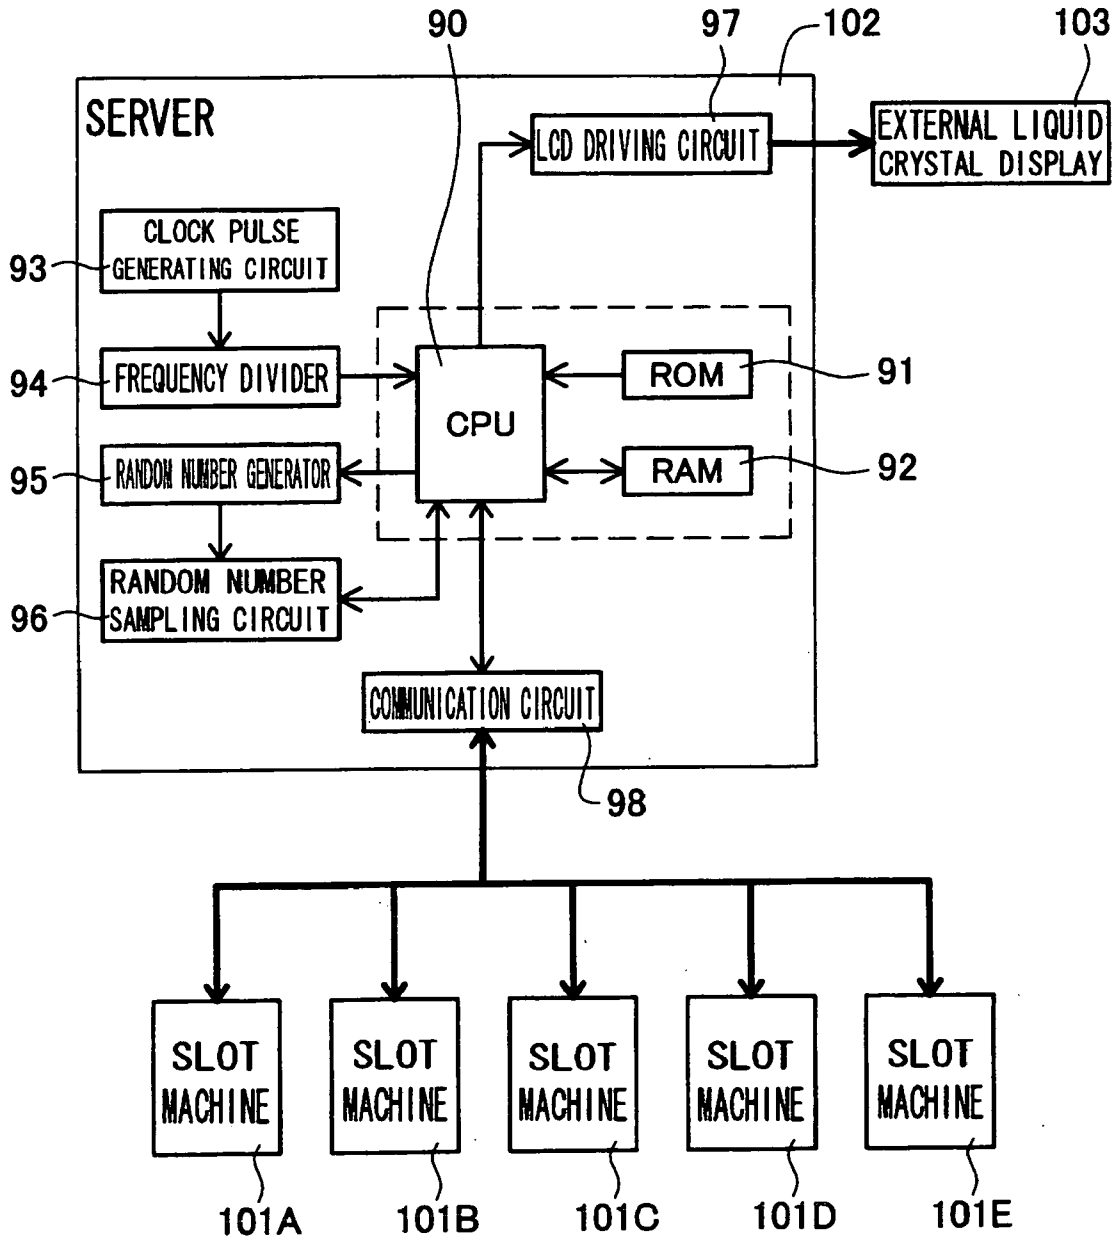 90
97
102
103
SERVER
LCD DRIVING CIRCUIT
EXTERNAL LIQUID
CRYSTAL DISPLAY
CLOCK PULSE
GENERATING CIRCUIT
93
94
FREQUENCY DIVIDER
CPU
ROM
91
95
RANDOM NUMBER GENERATOR
RAM
92
RANDOM NUMBER
SAMPLING CIRCUIT
96
COMMUNICATION CIRCUIT
98
SLOT
MACHINE
SLOT
MACHINE
SLOT
MACHINE
SLOT
MACHINE
SLOT
MACHINE
101A
101B
101C
101D
101E